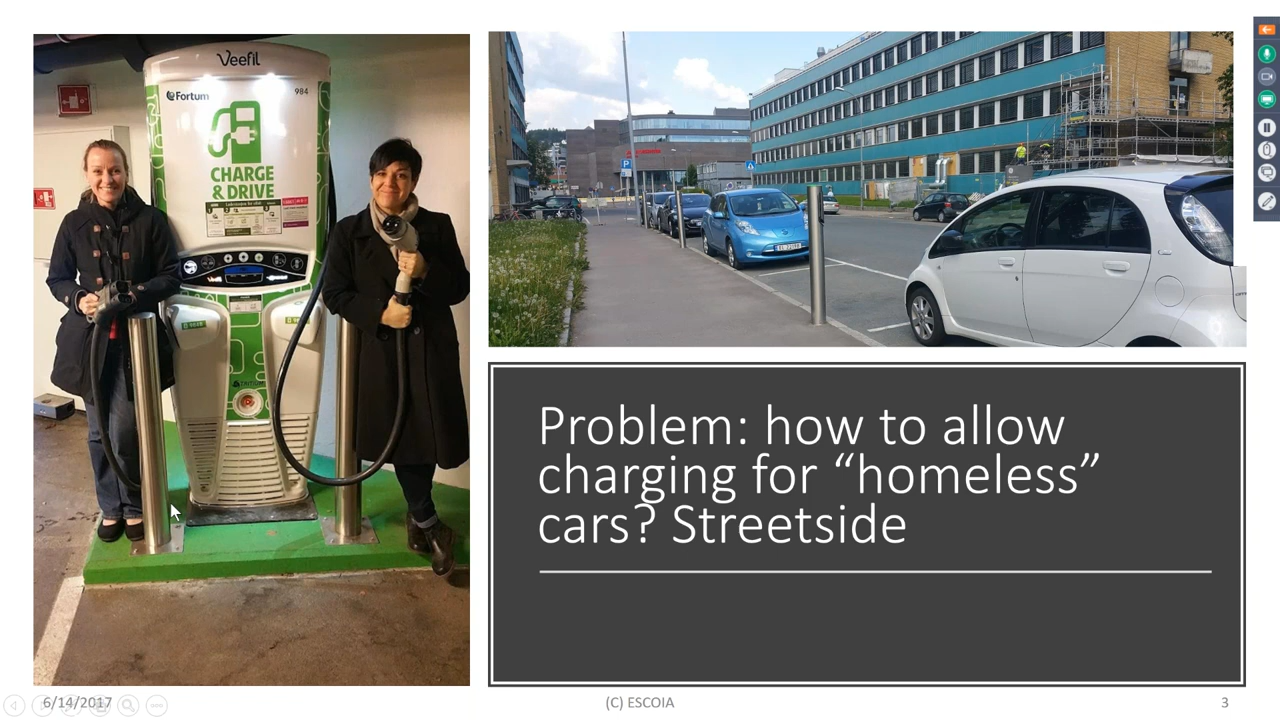 Veefil
Fortum
984
CHARGE
& DRIVE
TRITIUM
P
Problem: how to allow
charging for “homeless”
cars? Streetside
6/14/2017
(C) ESCOIA
3